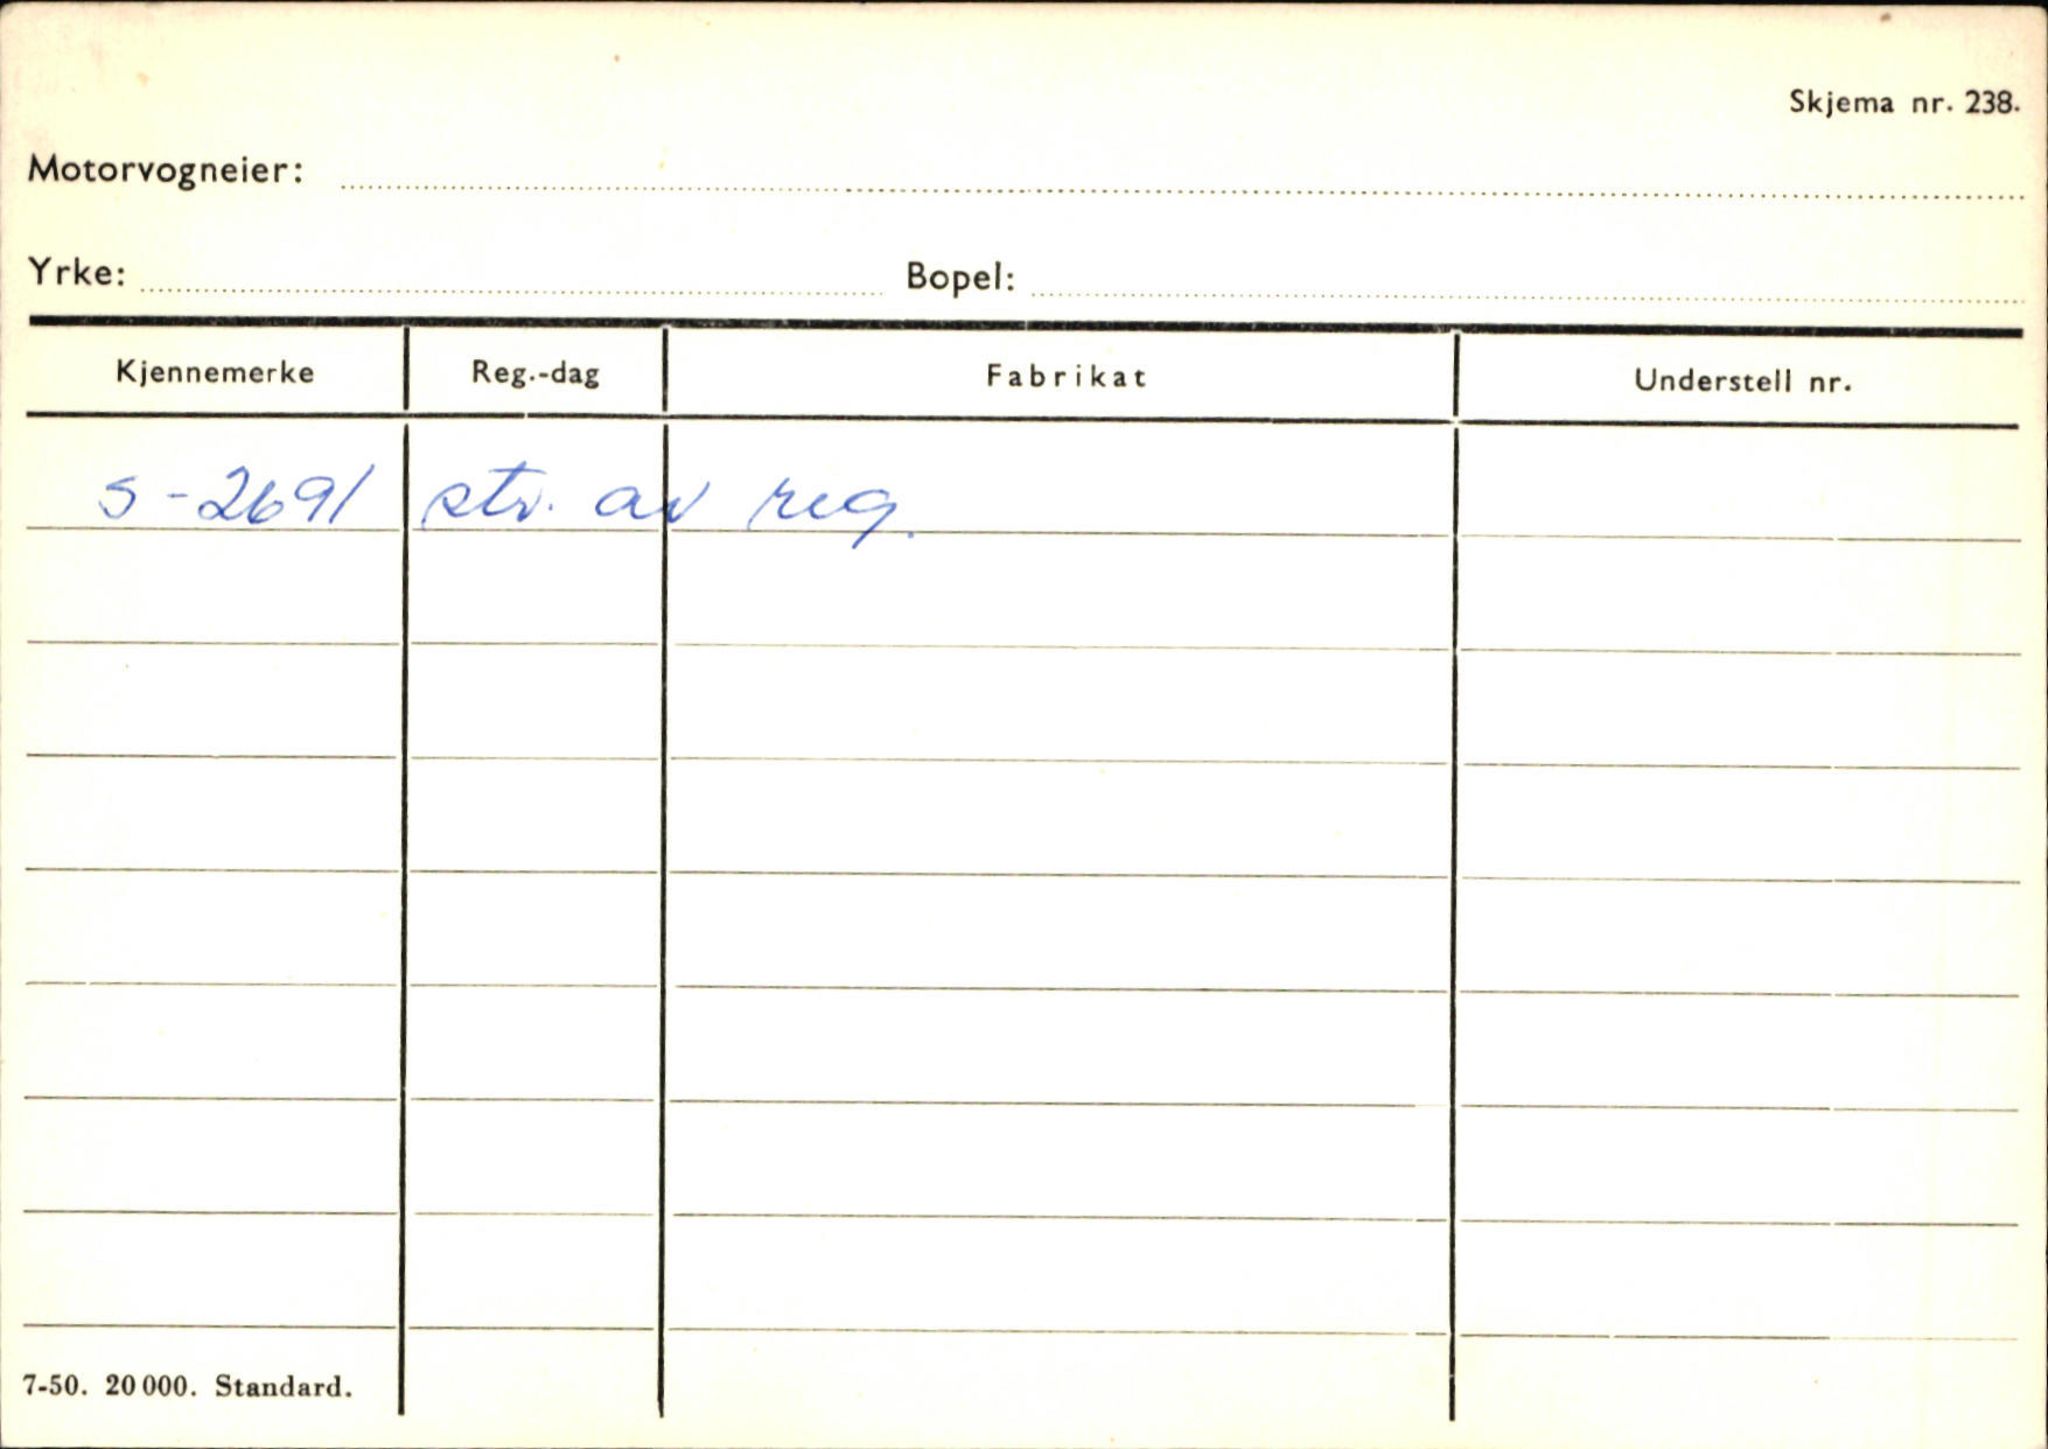 Skjema nr. 238.
Motorvogneier:
Yrke: Bopel:
Kjennemerke Reg.-dag Fabrikat Understell nr.
S-2691 str. av reg.
7-50. 20 000. Standard.